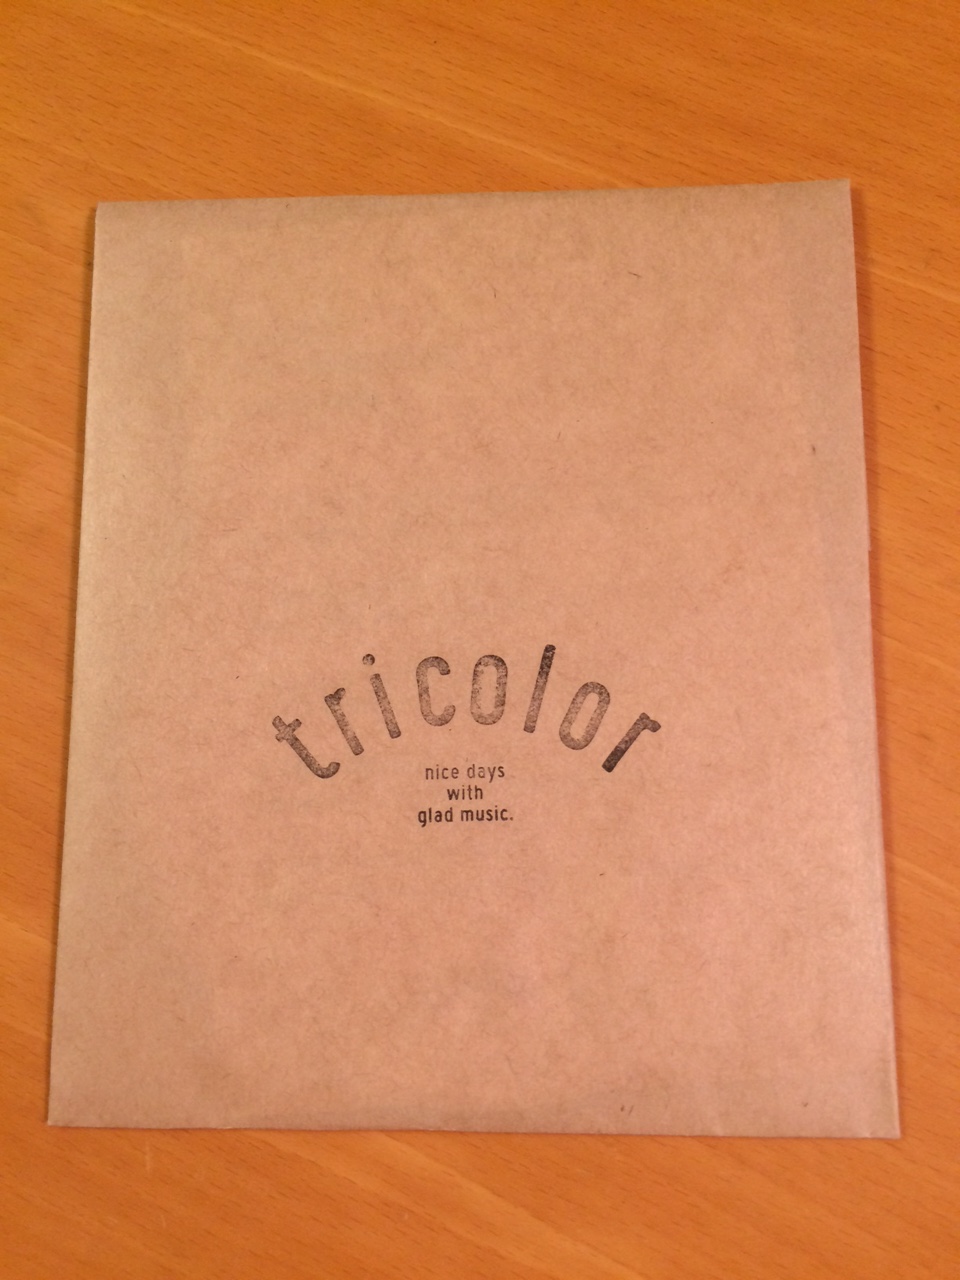 tricolor
nice days
with
glad music.